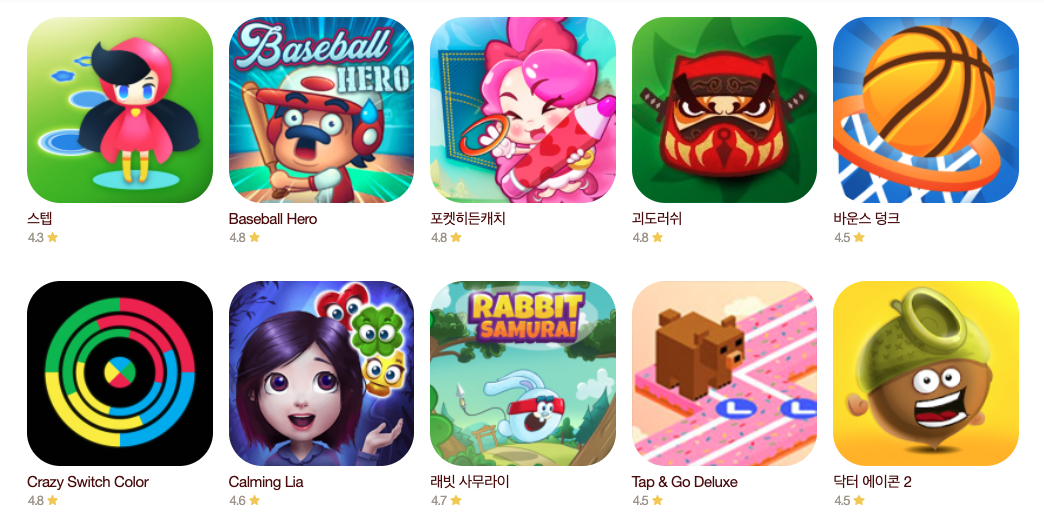 Baseball
HERO
스텝
4.3
Baseball Hero
4.8
포켓히든캐치
4.8
괴도러쉬
4.8
바운스 덩크
4.5
RABBIT
SAMURAI
Crazy Switch Color
4.8
Calming Lia
4.6
래빗 사무라이
4.7
Tap & Go Deluxe
4.5
닥터 에이콘 2
4.5